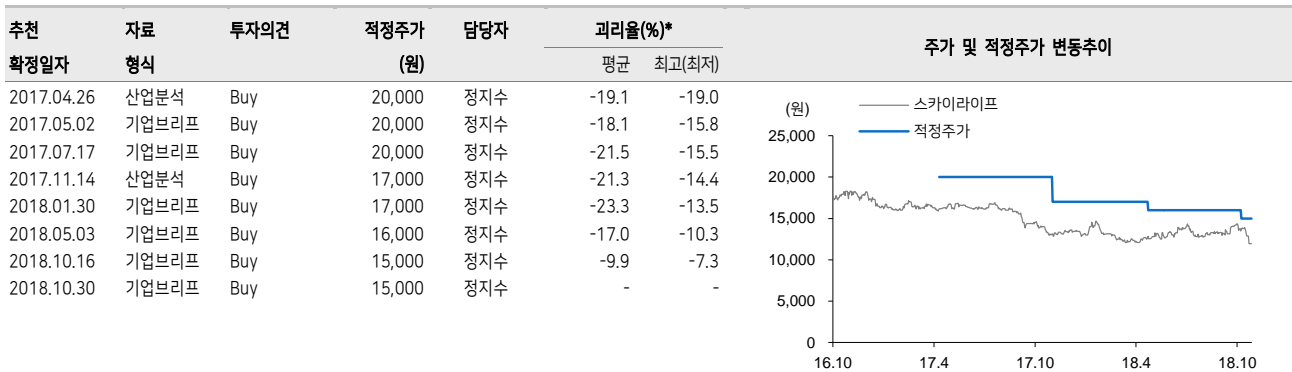 추천 자료 투자의견 적정주가 담당자 괴리율(%)*
확정일자 형식 (원) 평균 최고(최저)
2017.04.26 산업분석 Buy 20,000 정지수 -19.1 -19.0
2017.05.02 기업브리프 Buy 20,000 정지수 -18.1 -15.8
2017.07.17 기업브리프 Buy 20,000 정지수 -21.5 -15.5
2017.11.14 산업분석 Buy 17,000 정지수 -21.3 -14.4
2018.01.30 기업브리프 Buy 17,000 정지수 -23.3 -13.5
2018.05.03 기업브리프 Buy 16,000 정지수 -17.0 -10.3
2018.10.16 기업브리프 Buy 15,000 정지수 -9.9 -7.3
2018.10.30 기업브리프 Buy 15,000 정지수 - -
주가 및 적정주가 변동추이
(원)
스카이라이프
적정주가
25,000
20,000
15,000
10,000
5,000
0
16.10 17.4 17.10 18.4 18.10